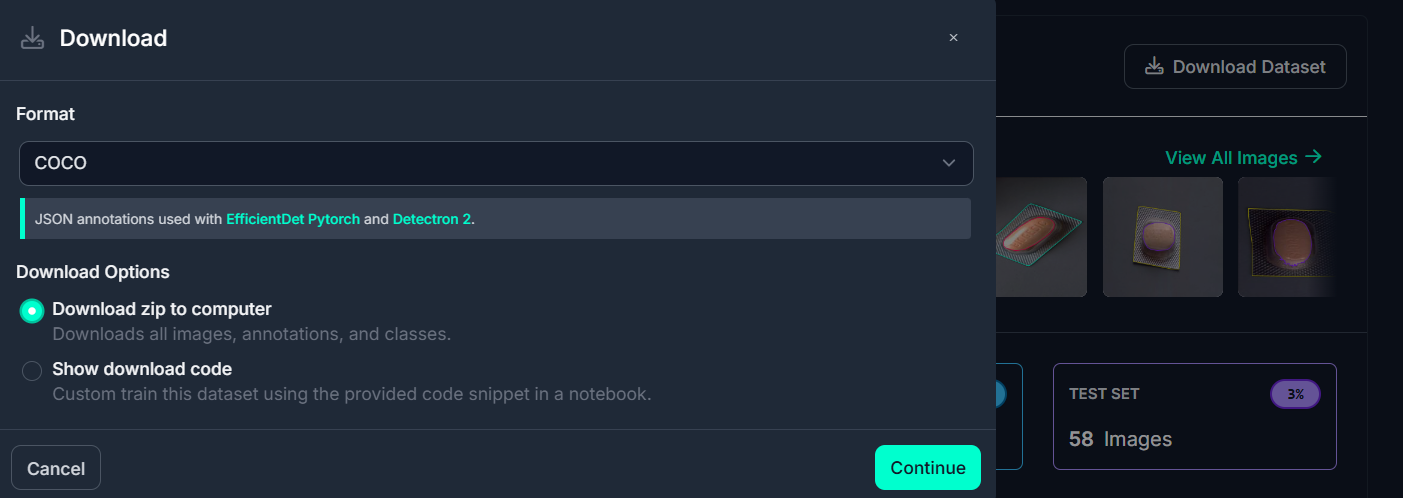 Download
×
Download Dataset
Format
COCO
View All Images →
JSON annotations used with EfficientDet Pytorch and Detectron 2.
Download Options
Download zip to computer
Downloads all images, annotations, and classes.
Show download code
Custom train this dataset using the provided code snippet in a notebook.
TEST SET
3%
58 Images
Cancel
Continue